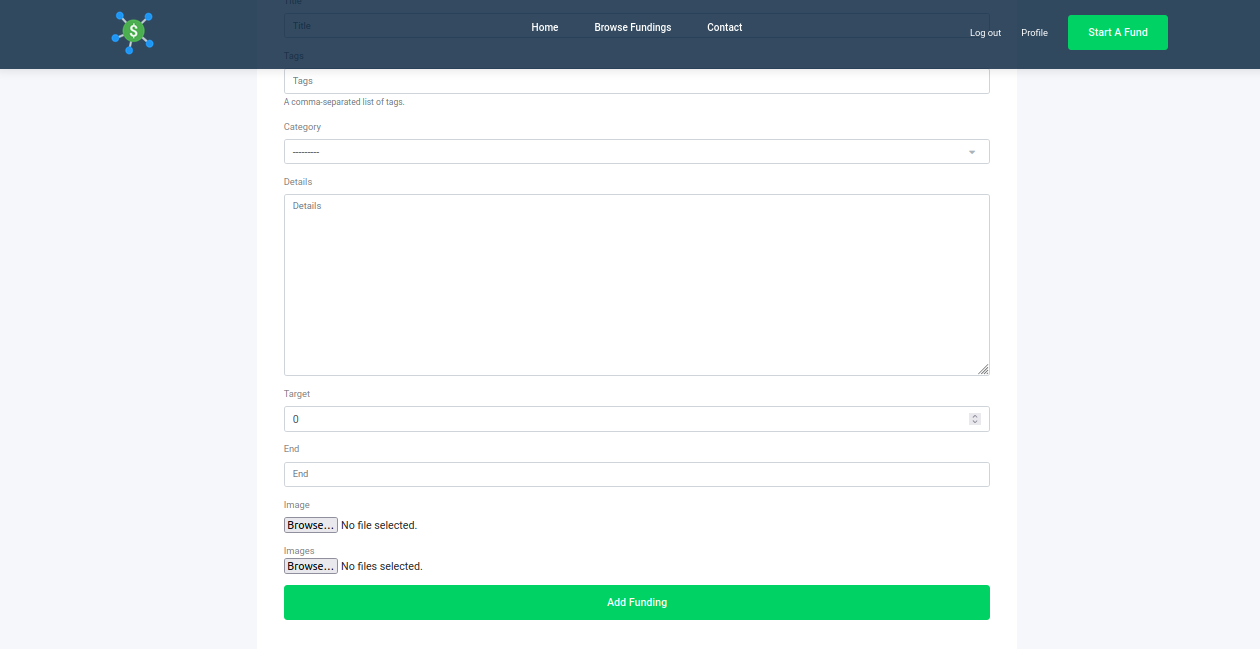 Title
Title
$
Home
Browse Fundings
Contact
Log out
Profile
Start A Fund
Tags
Tags
A comma-separated list of tags.
Category
---------
Details
Details
Target
0
End
End
Image
Browse... No file selected.
Images
Browse... No files selected.
Add Funding